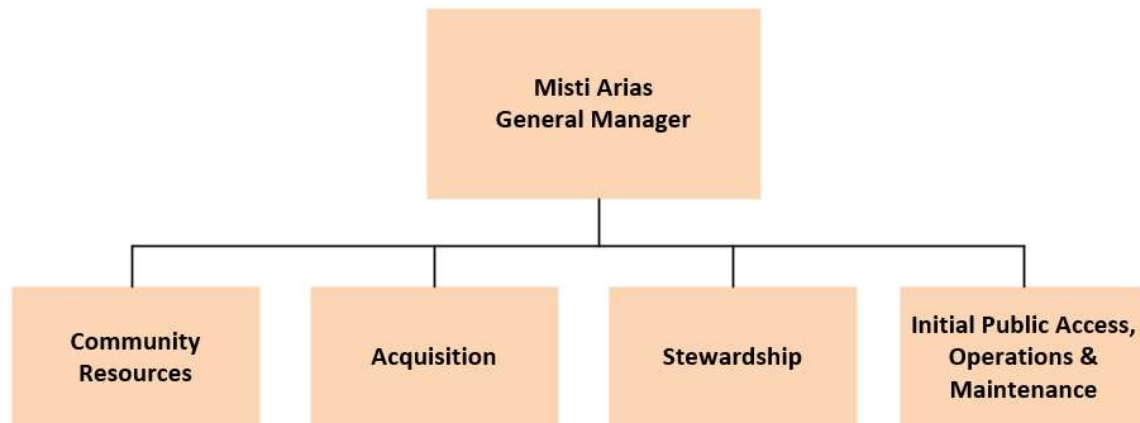 Misti Arias
General Manager
Community
Resources
Acquisition
Stewardship
Initial Public Access,
Operations &
Maintenance